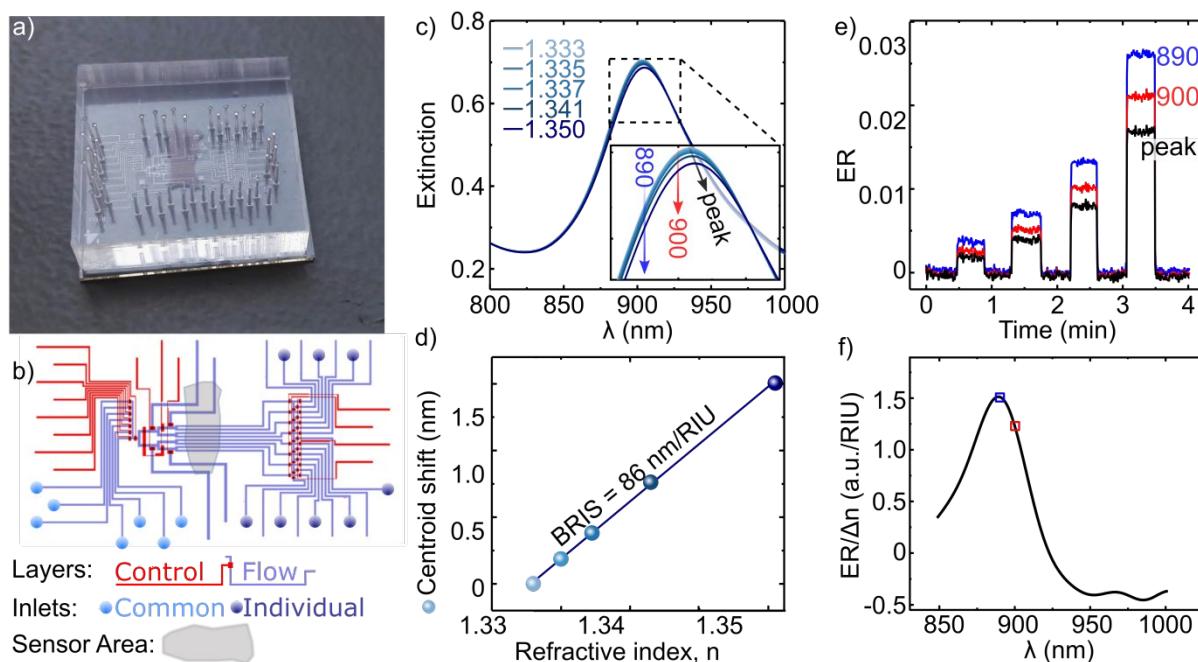 a)
b)
Layers: Control Flow
Inlets: Common Individual
Sensor Area:
c)
Extinction
0.8
0.6
0.4
0.2
1.333
1.335
1.337
1.341
1.350
890
900
peak
800 850 900 950 1000
λ (nm)
d)
Centroid shift (nm)
1.5
1.0
0.5
0
BRIS = 86 nm/RIU
1.33 1.34 1.35
Refractive index, n
e)
ER
0.03
0.02
0.01
0
890
900
peak
0 1 2 3 4
Time (min)
f)
ER/Δn (a.u./RIU)
1.5
1.0
0.5
0
-0.5
850 900 950 1000
λ (nm)